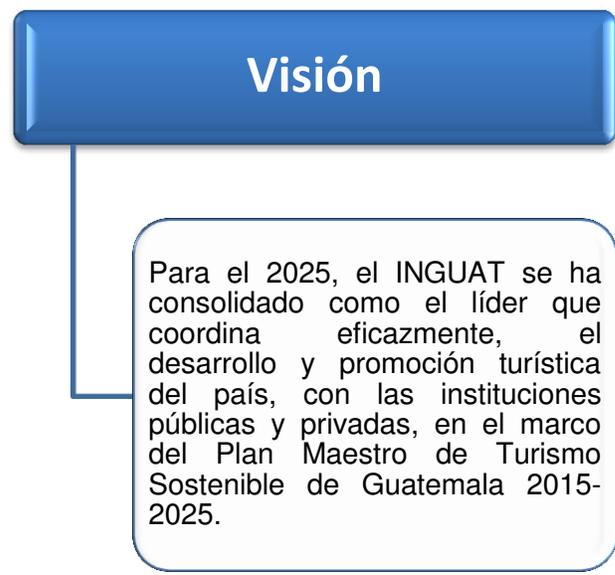 Visión
Para el 2025, el INGUAT se ha
consolidado como el líder que
coordina eficazmente, el
desarrollo y promoción turística
del país, con las instituciones
públicas y privadas, en el marco
del Plan Maestro de Turismo
Sostenible de Guatemala 2015-
2025.